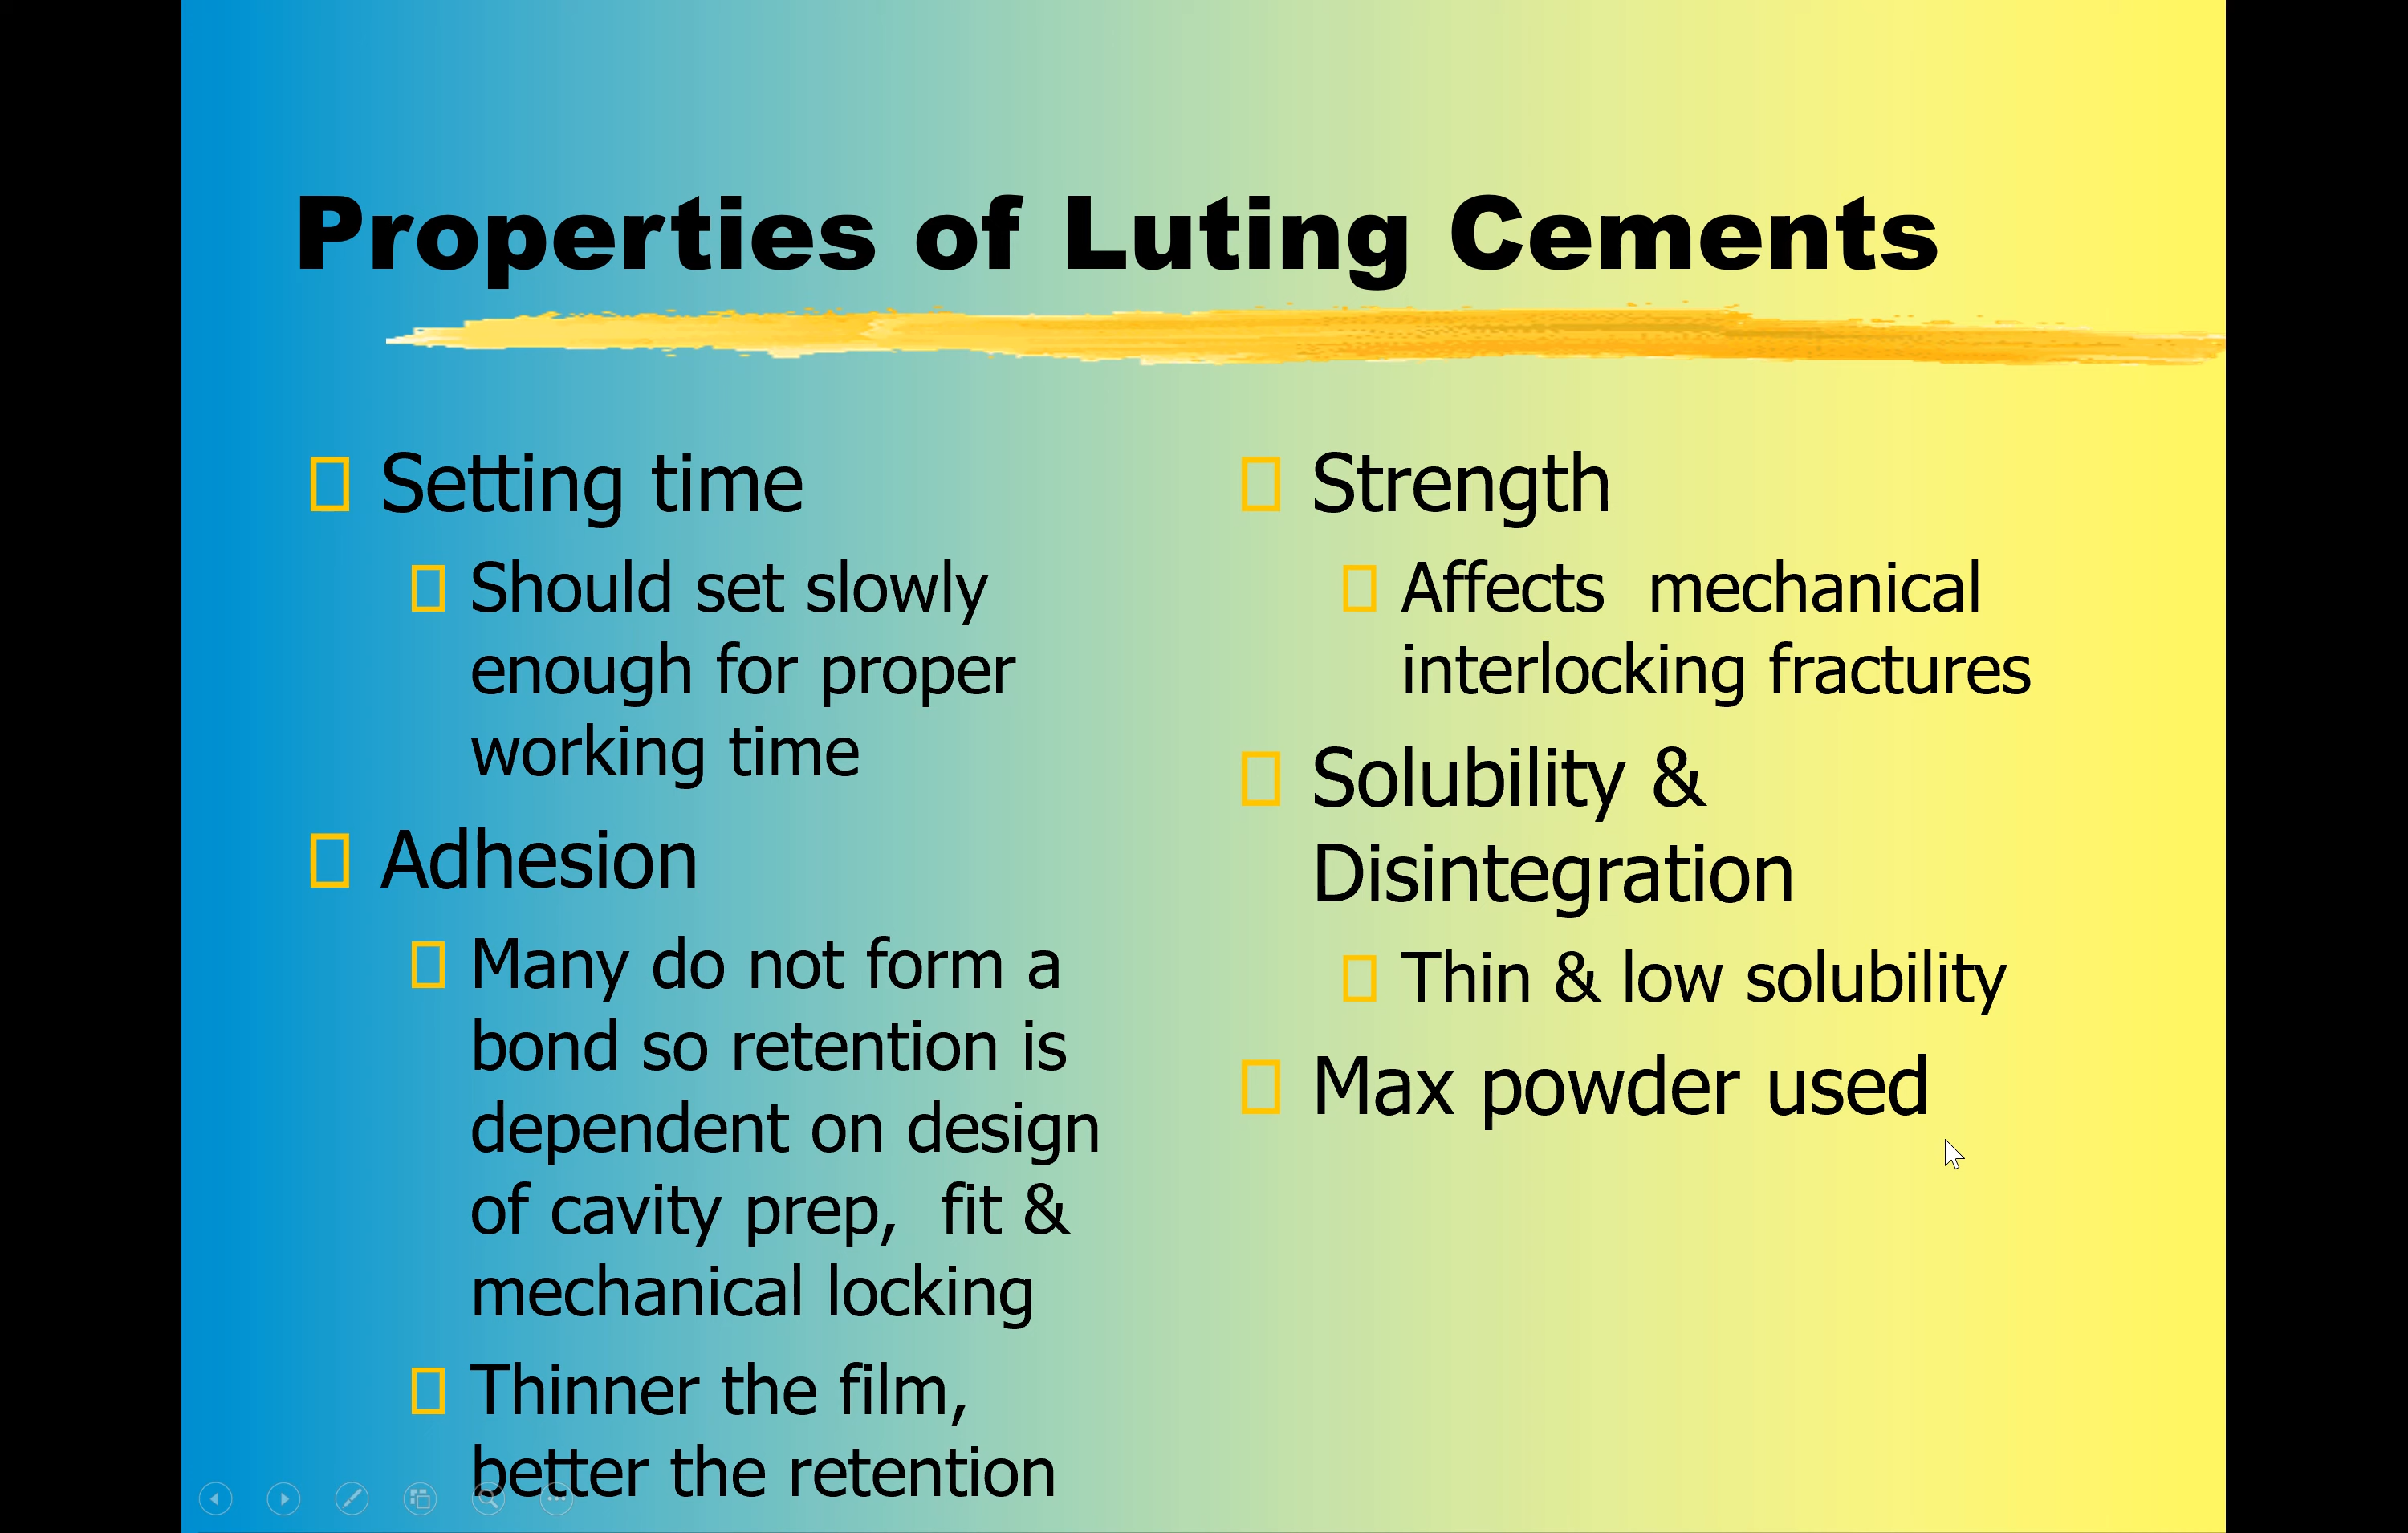 Properties of Luting Cements
Setting time
Should set slowly
enough for proper
working time
Adhesion
Many do not form a
bond so retention is
dependent on design
of cavity prep,  fit &
mechanical locking
Thinner the film,
better the retention
Strength
Affects  mechanical
interlocking fractures
Solubility &
Disintegration
Thin & low solubility
Max powder used